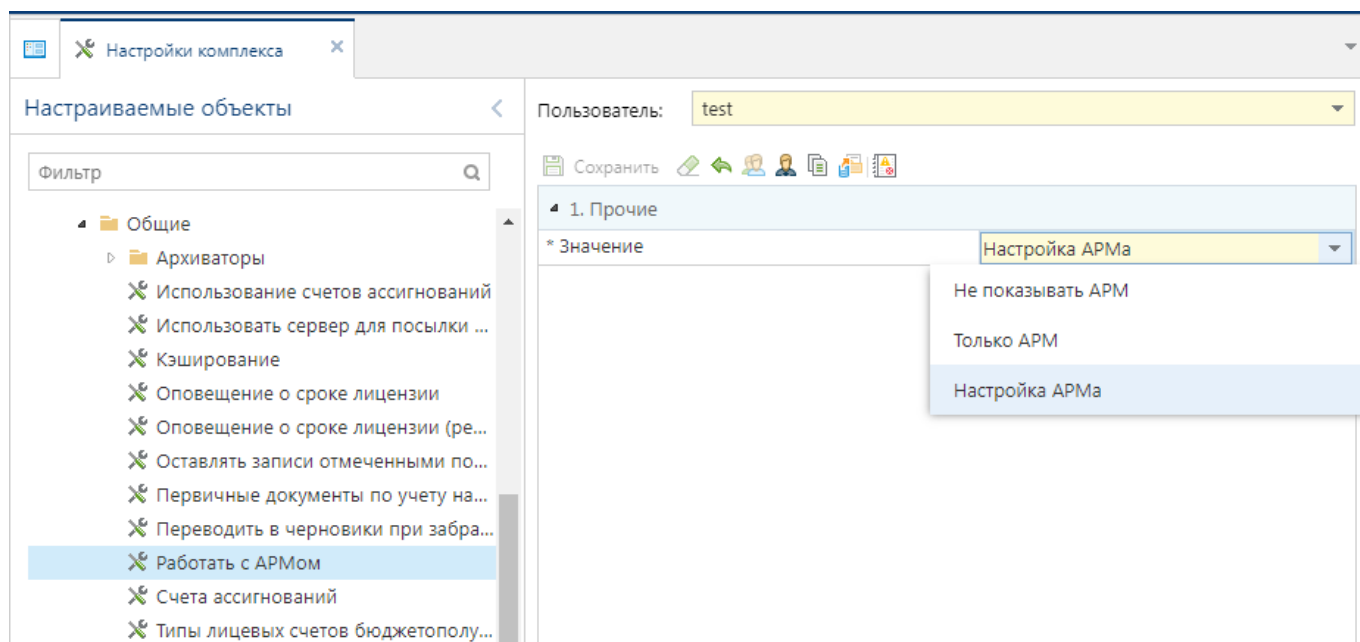 Настройки комплекса
Настраиваемые объекты
Фильтр
Общие
Архиваторы
Использование счетов ассигнований
Использовать сервер для посылки ...
Кэширование
Оповещение о сроке лицензии
Оповещение о сроке лицензии (ре...
Оставлять записи отмеченными по...
Первичные документы по учету на...
Переводить в черновики при забра...
Работать с АРМом
Счета ассигнований
Типы лицевых счетов бюджетополу...
Пользователь: test
Сохранить
1. Прочие
* Значение Настройка АРМа
Не показывать АРМ
Только АРМ
Настройка АРМа